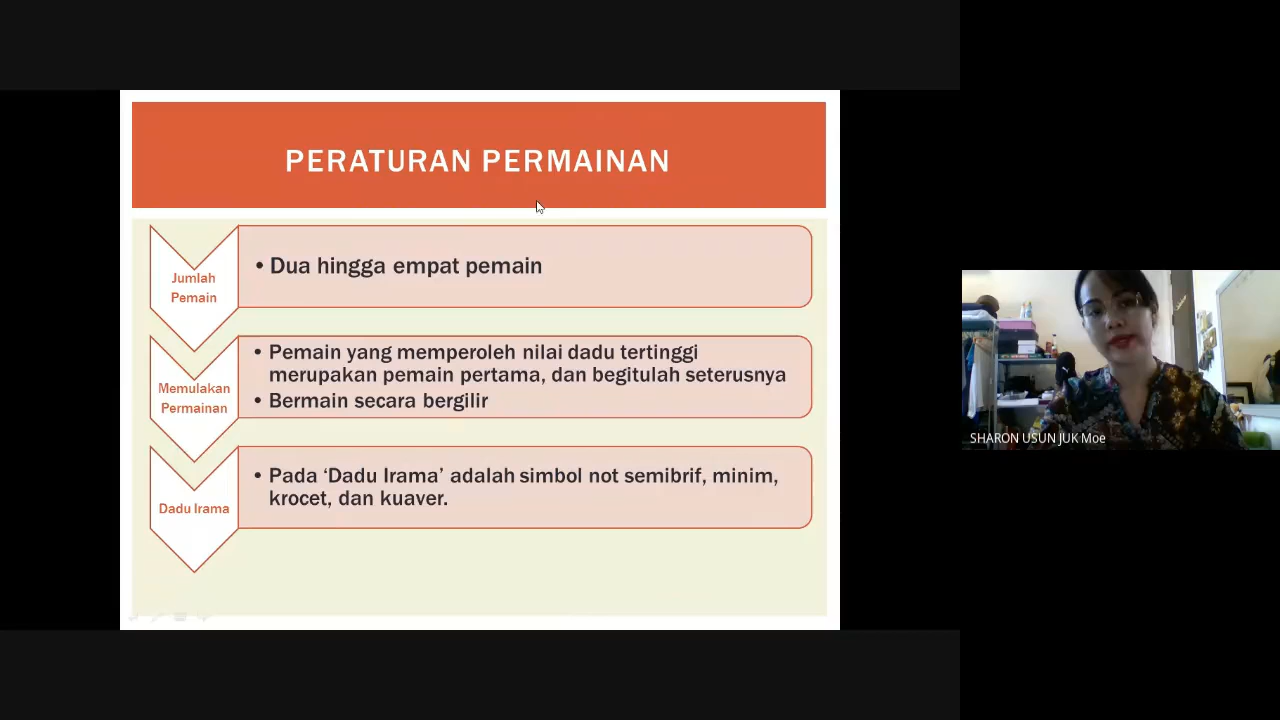 PERATURAN PERMAINAN
Jumlah
Pemain
• Dua hingga empat pemain
Memulakan
Permainan
• Pemain yang memperoleh nilai dadu tertinggi
merupakan pemain pertama, dan begitulah seterusnya
• Bermain secara bergilir
Dadu Irama
• Pada ‘Dadu Irama’ adalah simbol not semibrif, minim,
krocet, dan kuaver.
SHARON USUN JUK Moe